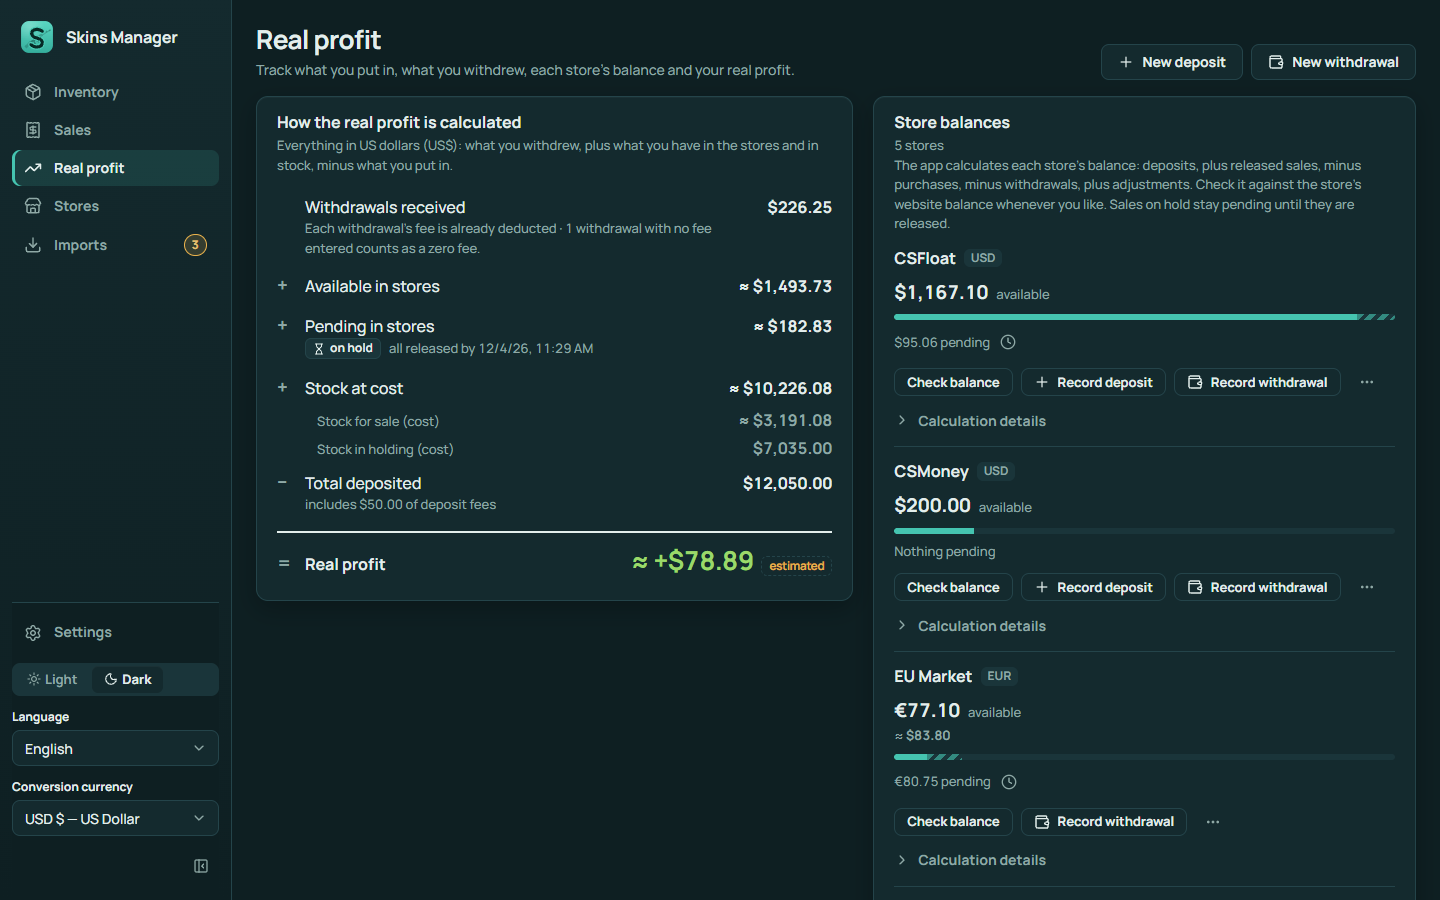 Skins Manager
Inventory
Sales
Real profit
Stores
Imports
3
Settings
Light
Dark
Language
English
Conversion currency
USD $ — US Dollar
Real profit
Track what you put in, what you withdrew, each store's balance and your real profit.
New deposit
New withdrawal
How the real profit is calculated
Everything in US dollars (US$): what you withdrew, plus what you have in the stores and in
stock, minus what you put in.
Withdrawals received
$226.25
Each withdrawal's fee is already deducted · 1 withdrawal with no fee
entered counts as a zero fee.
+ Available in stores
≈ $1,493.73
+ Pending in stores
≈ $182.83
on hold
all released by 12/4/26, 11:29 AM
+ Stock at cost
≈ $10,226.08
Stock for sale (cost)
≈ $3,191.08
Stock in holding (cost)
$7,035.00
− Total deposited
$12,050.00
includes $50.00 of deposit fees
= Real profit
≈ +$78.89
estimated
Store balances
5 stores
The app calculates each store's balance: deposits, plus released sales, minus
purchases, minus withdrawals, plus adjustments. Check it against the store's
website balance whenever you like. Sales on hold stay pending until they are
released.
CSFloat USD
$1,167.10 available
$95.06 pending
Check balance
+ Record deposit
Record withdrawal
Calculation details
CSMoney USD
$200.00 available
Nothing pending
Check balance
+ Record deposit
Record withdrawal
Calculation details
EU Market EUR
€77.10 available
≈ $83.80
€80.75 pending
Check balance
Record withdrawal
Calculation details